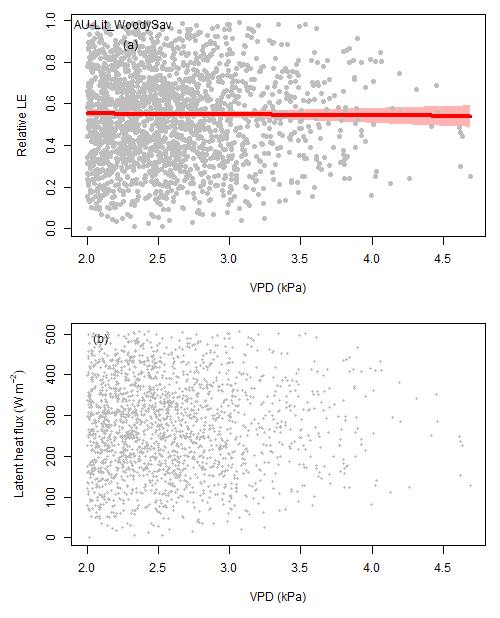 AU-Lit_WoodySav
(a)
1.0
0.8
0.6
0.4
0.2
0.0
Relative LE
2.0 2.5 3.0 3.5 4.0 4.5
VPD (kPa)
(b)
500
400
300
200
100
0
Latent heat flux (W m⁻²)
2.0 2.5 3.0 3.5 4.0 4.5
VPD (kPa)